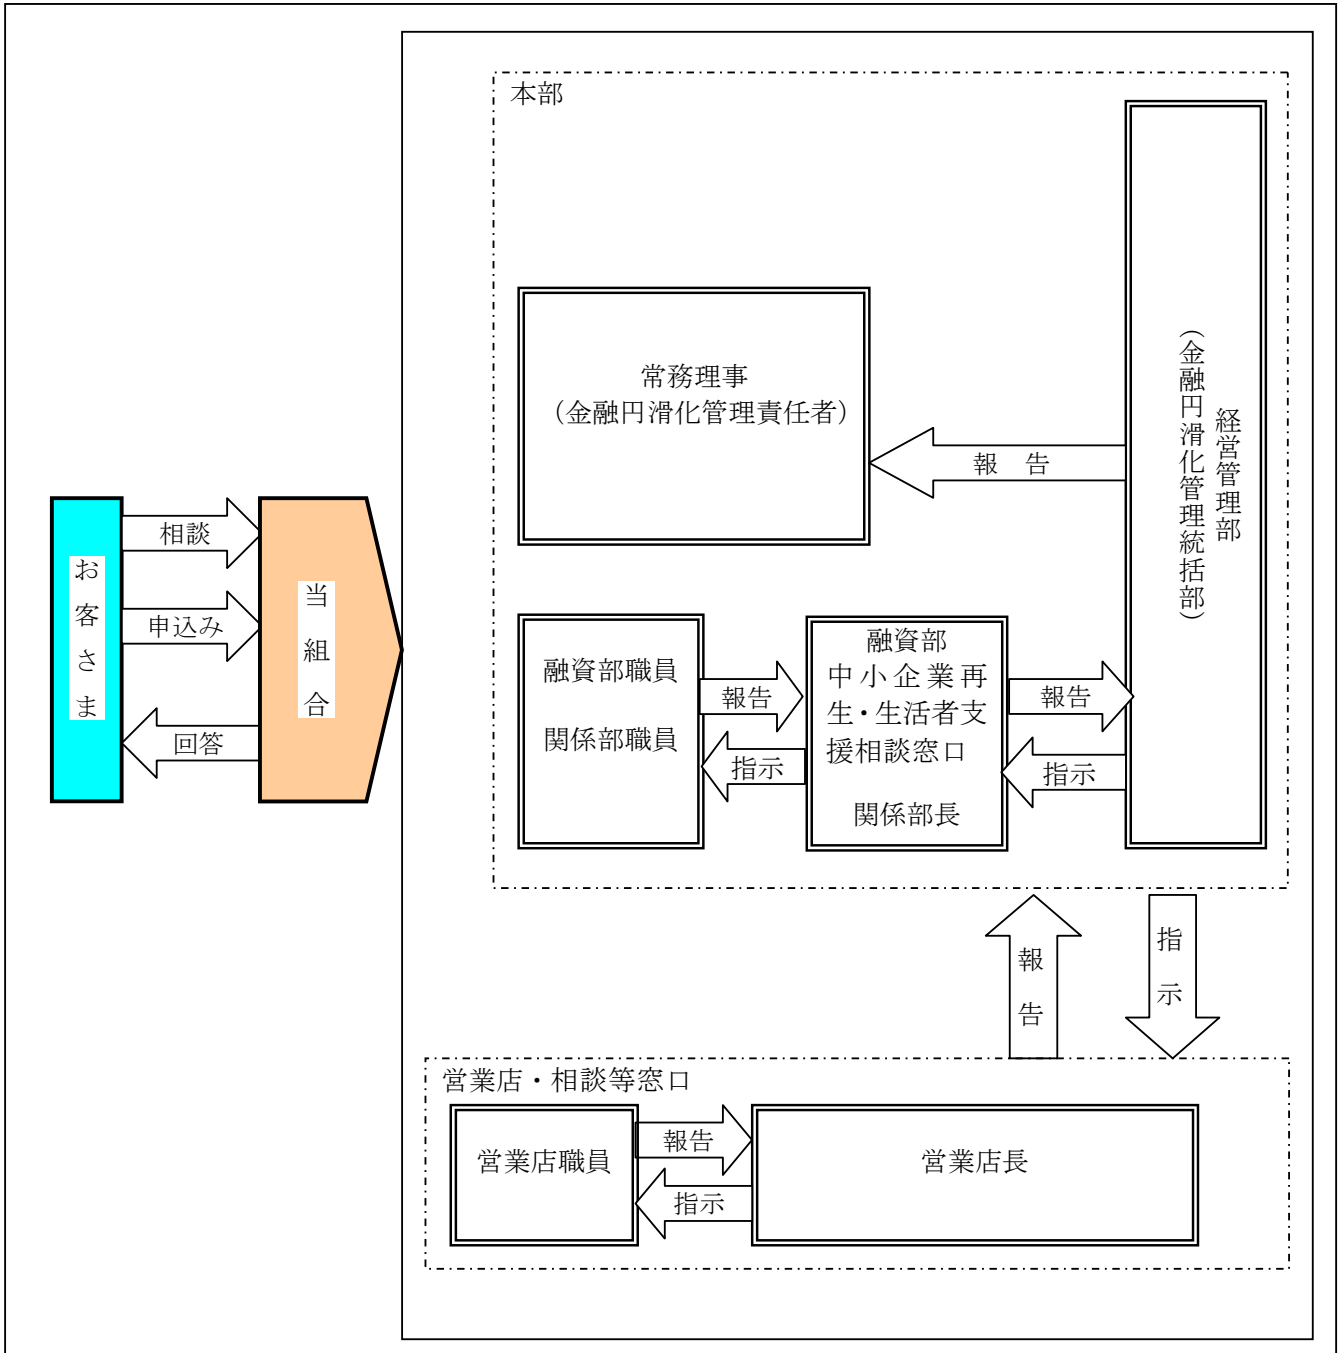 本部
経営管理部
（金融円滑化管理統括部）
常務理事
（金融円滑化管理責任者）
報　告
相談
申込み
回答
お客さま
当組合
融資部職員
関係部職員
報告
指示
融資部
中小企業再
生・生活者支
援相談窓口
関係部長
報告
指示
報告
指示
営業店・相談等窓口
営業店職員
報告
指示
営業店長